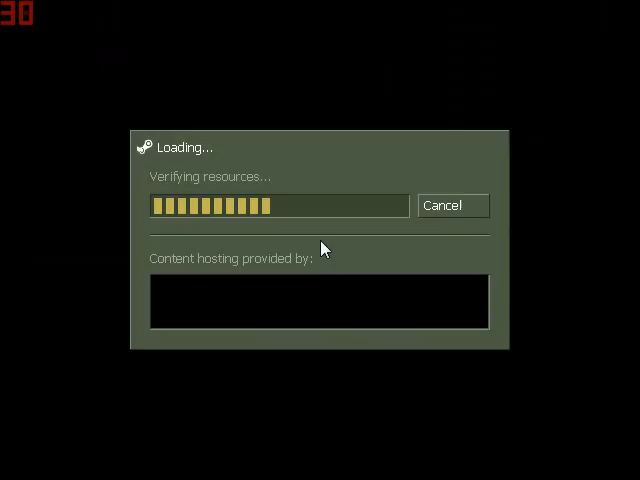 30
Loading...
Verifying resources...
Cancel
Content hosting provided by: